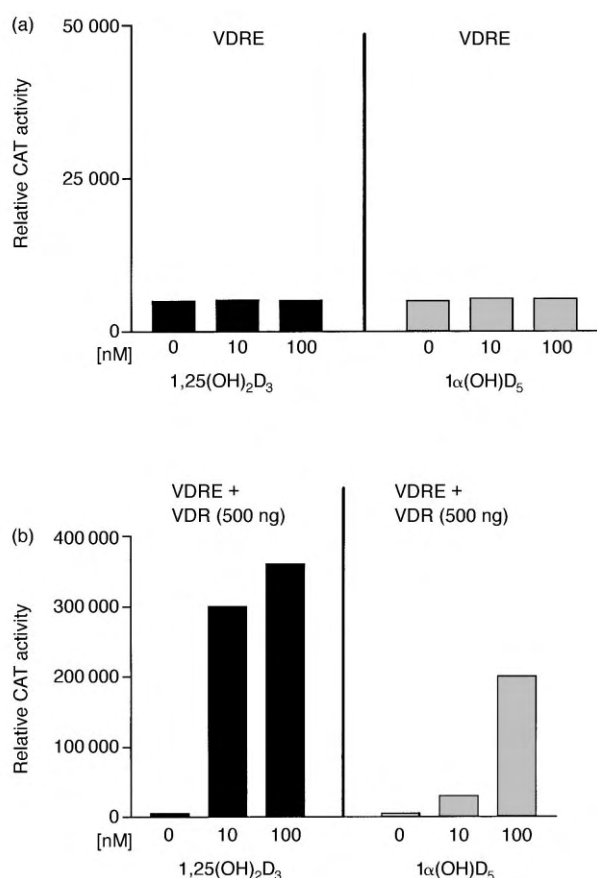 (a)
VDRE VDRE
50 000
25 000
0
Relative CAT activity
[nM] 0 10 100 0 10 100
1,25(OH)₂D₃ 1α(OH)D₅
(b)
VDRE + VDRE +
VDR (500 ng) VDR (500 ng)
400 000
300 000
200 000
100 000
0
Relative CAT activity
[nM] 0 10 100 0 10 100
1,25(OH)₂D₃ 1α(OH)D₅